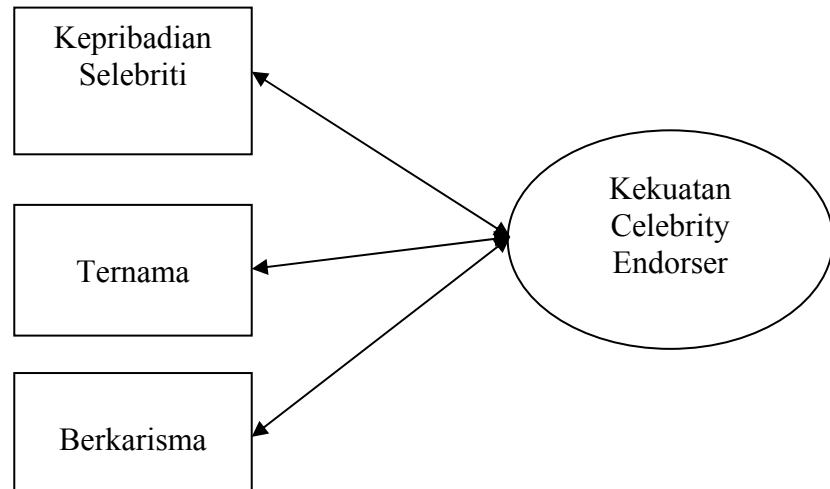 Kepribadian
Selebriti
Ternama
Berkarisma
Kekuatan
Celebrity
Endorser